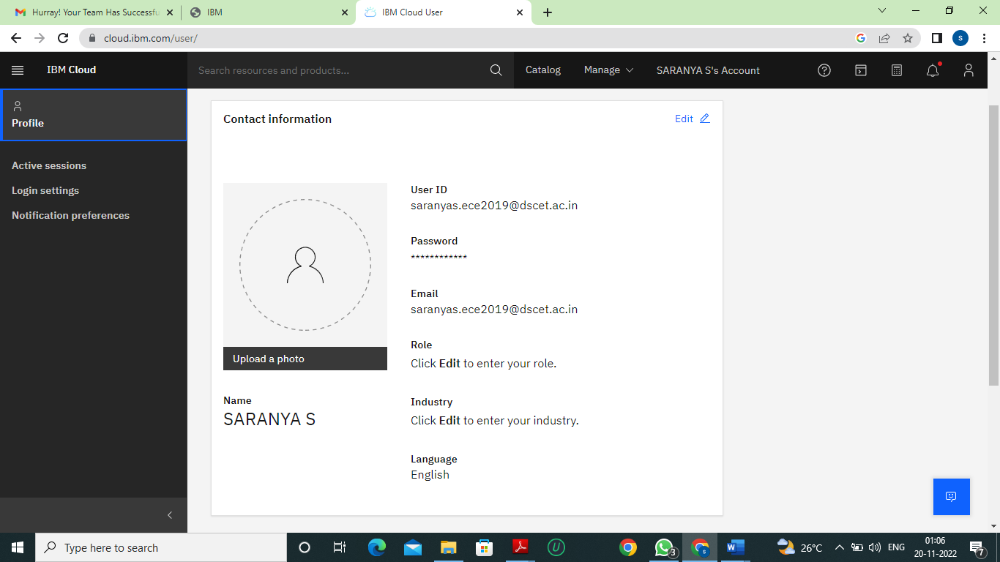 Hurray! Your Team Has Successfu
IBM
IBM Cloud User
cloud.ibm.com/user/
S
IBM Cloud
Search resources and products...
Catalog
Manage
SARANYA S's Account
Profile
Active sessions
Login settings
Notification preferences
Contact information
Edit
User ID
saranyas.ece2019@dscet.ac.in
Password
************
Email
saranyas.ece2019@dscet.ac.in
Role
Click Edit to enter your role.
Upload a photo
Name
SARANYA S
Industry
Click Edit to enter your industry.
Language
English
Type here to search
3
S
26°C
ENG
01:06
20-11-2022
7